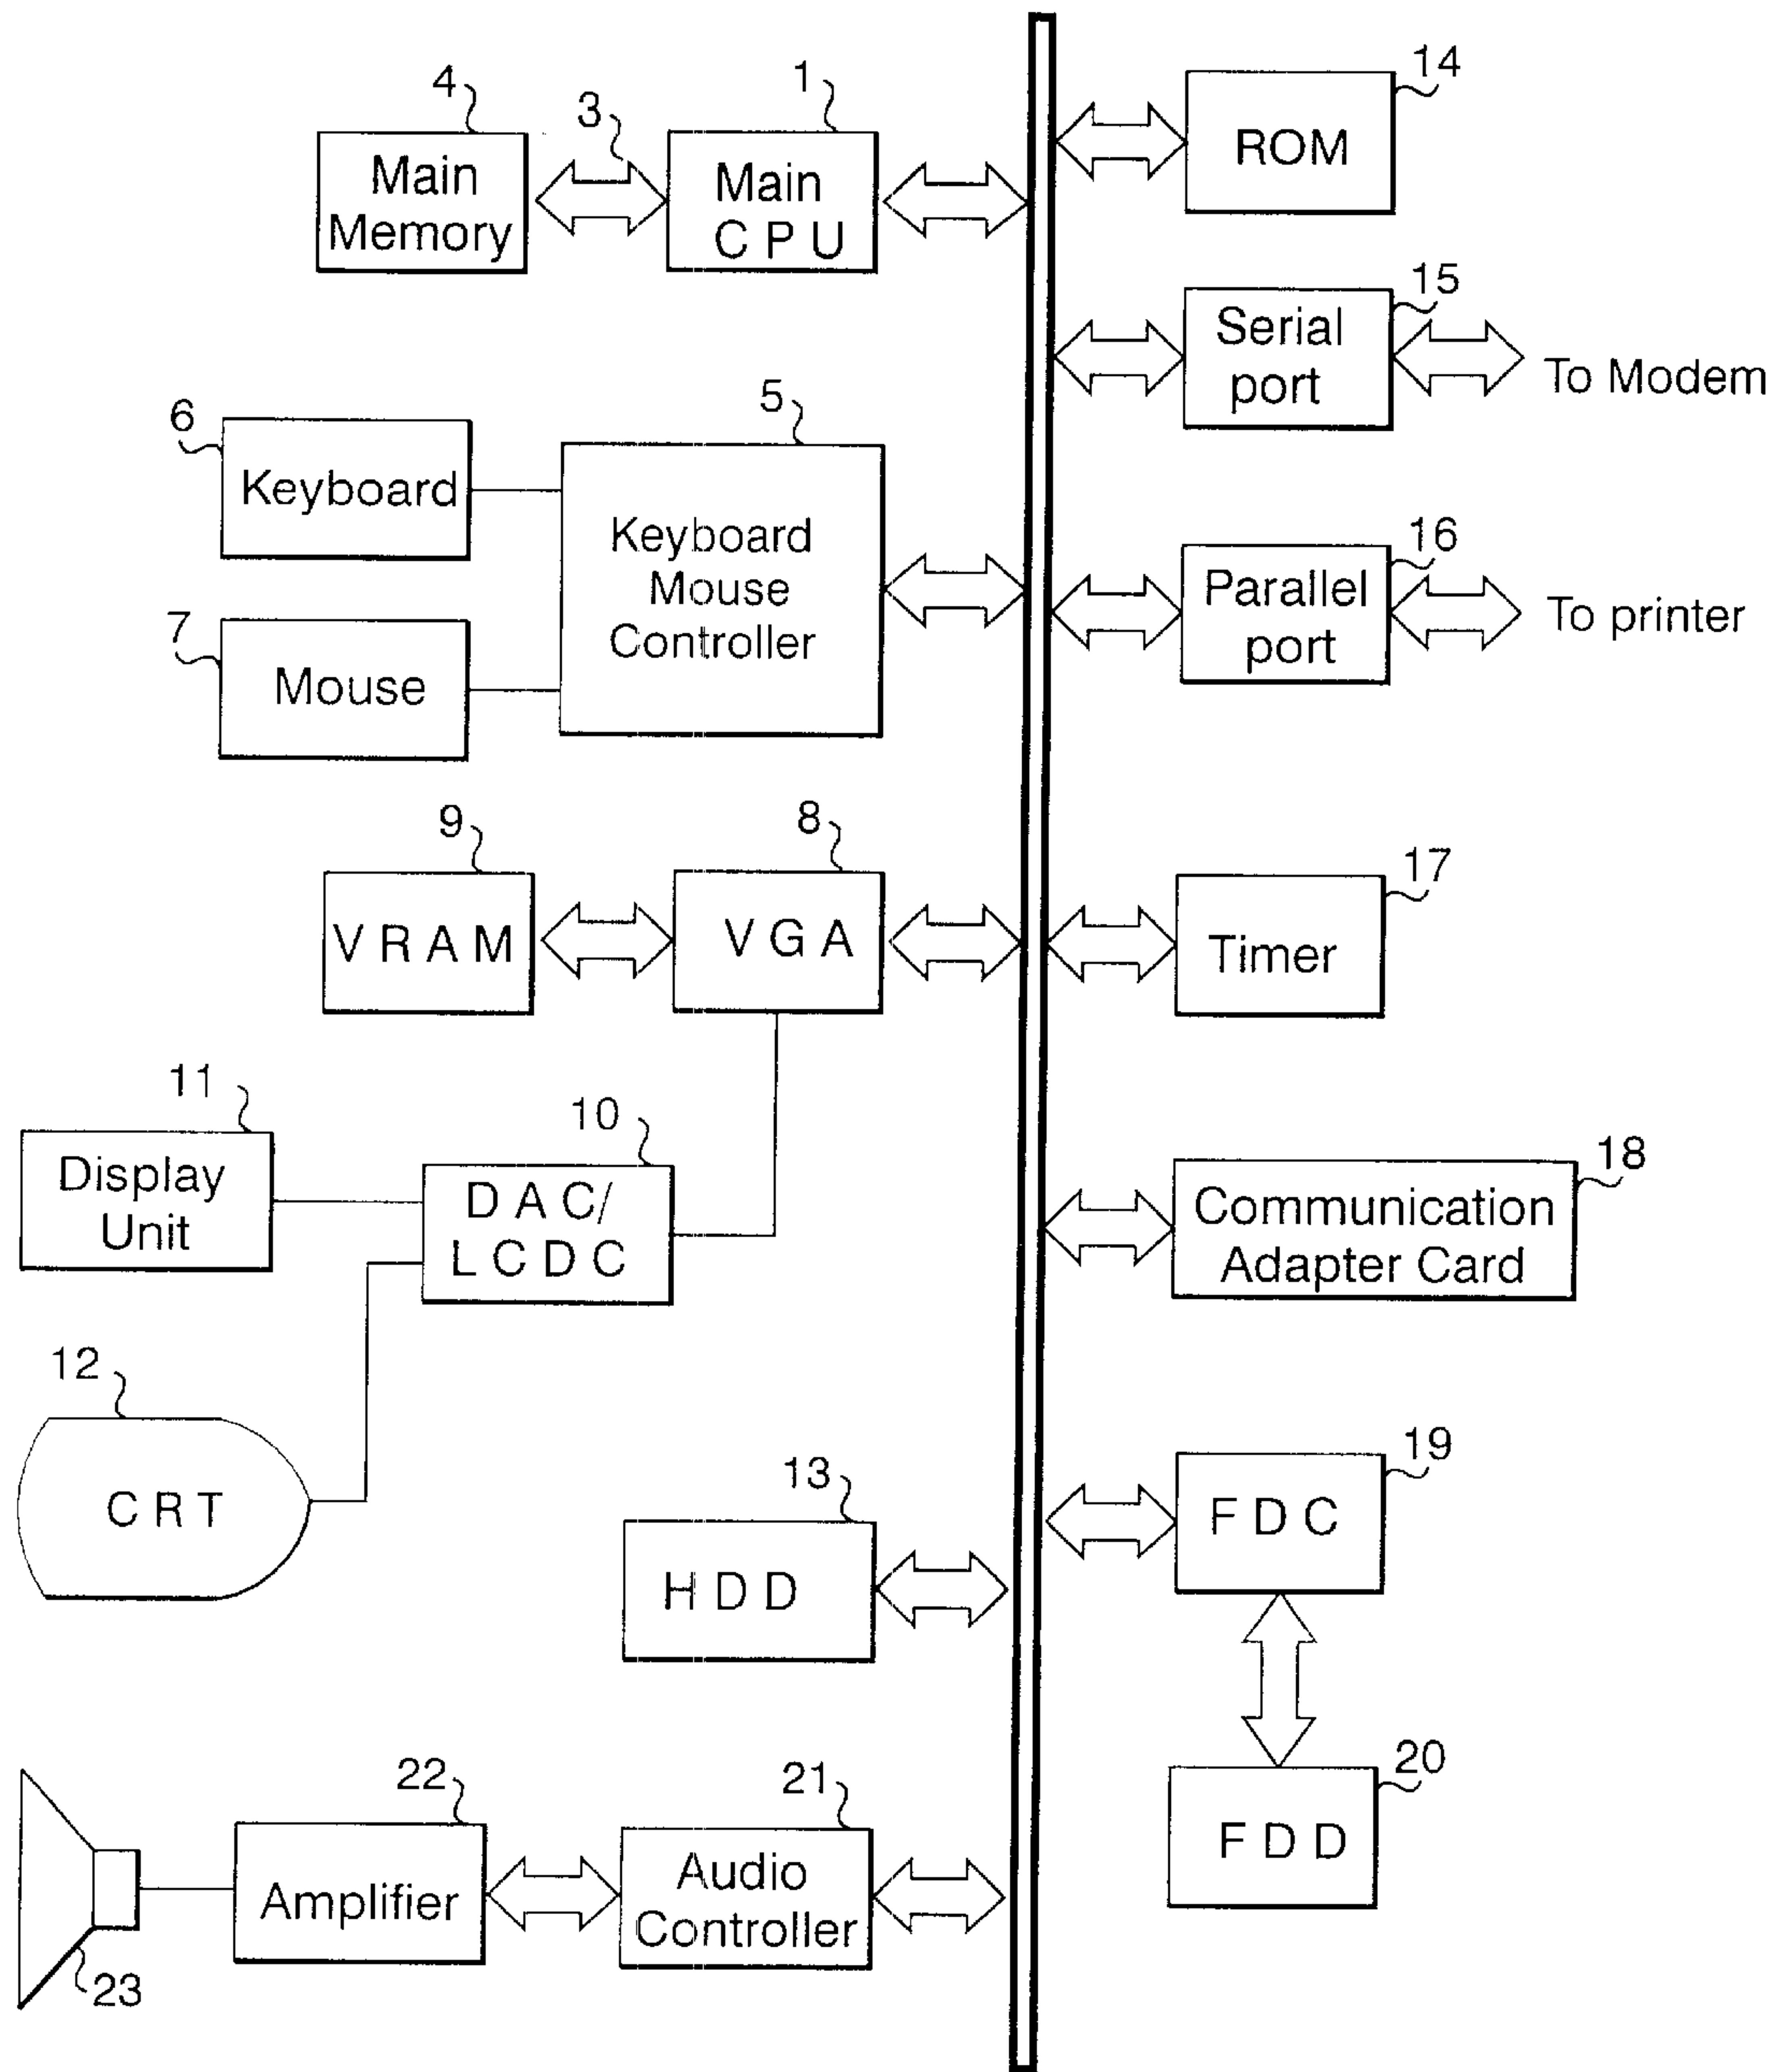 4
3
1
14
Main
Memory
Main
C P U
ROM
15
Serial
port
To Modem
6
5
Keyboard
Keyboard
Mouse
Controller
16
Parallel
port
To printer
7
Mouse
9
8
17
V R A M
V G A
Timer
11
10
18
Display
Unit
D A C/
L C D C
Communication
Adapter Card
12
C R T
13
H D D
19
F D C
22
21
20
Amplifier
Audio
Controller
F D D
23